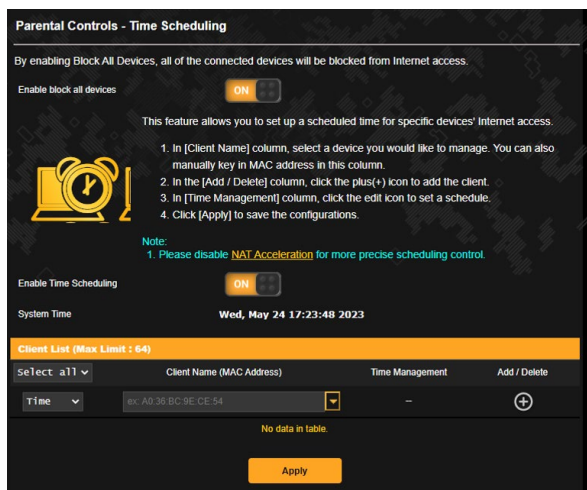 Parental Controls - Time Scheduling
By enabling Block All Devices, all of the connected devices will be blocked from Internet access.
Enable block all devices
ON
This feature allows you to set up a scheduled time for specific devices' Internet access.
1. In [Client Name] column, select a device you would like to manage. You can also
manually key in MAC address in this column.
2. In the [Add / Delete] column, click the plus(+) icon to add the client.
3. In [Time Management] column, click the edit icon to set a schedule.
4. Click [Apply] to save the configurations.
Note:
1. Please disable NAT Acceleration for more precise scheduling control.
Enable Time Scheduling
ON
System Time
Wed, May 24 17:23:48 2023
Client List (Max Limit : 64)
Select all Client Name (MAC Address) Time Management Add / Delete
Time ex: A0:36:BC:9E:CE:54 --
No data in table.
Apply